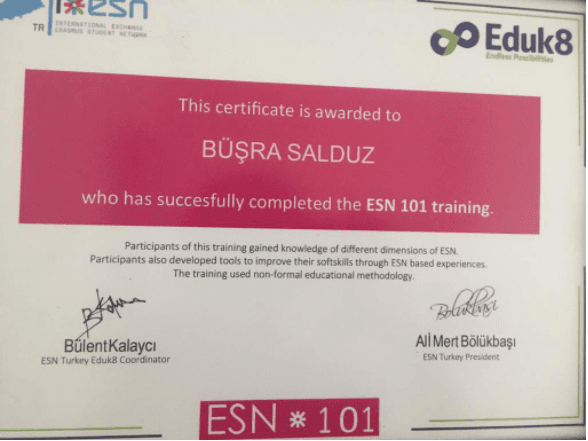 esn
TR
INTERNATIONAL EXCHANGE
ERASMUS STUDENT NETWORK
Eduk8
Endless Possibilities
This certificate is awarded to
BÜŞRA SALDUZ
who has succesfully completed the ESN 101 training.
Participants of this training gained knowledge of different dimensions of ESN.
Participants also developed tools to improve their softskills through ESN based experiences.
The training used non-formal educational methodology.
Bölükbaşı
BülentKalaycı
ESN Turkey Eduk8 Coordinator
Ali Mert Bölükbaşı
ESN Turkey President
ESN * 101